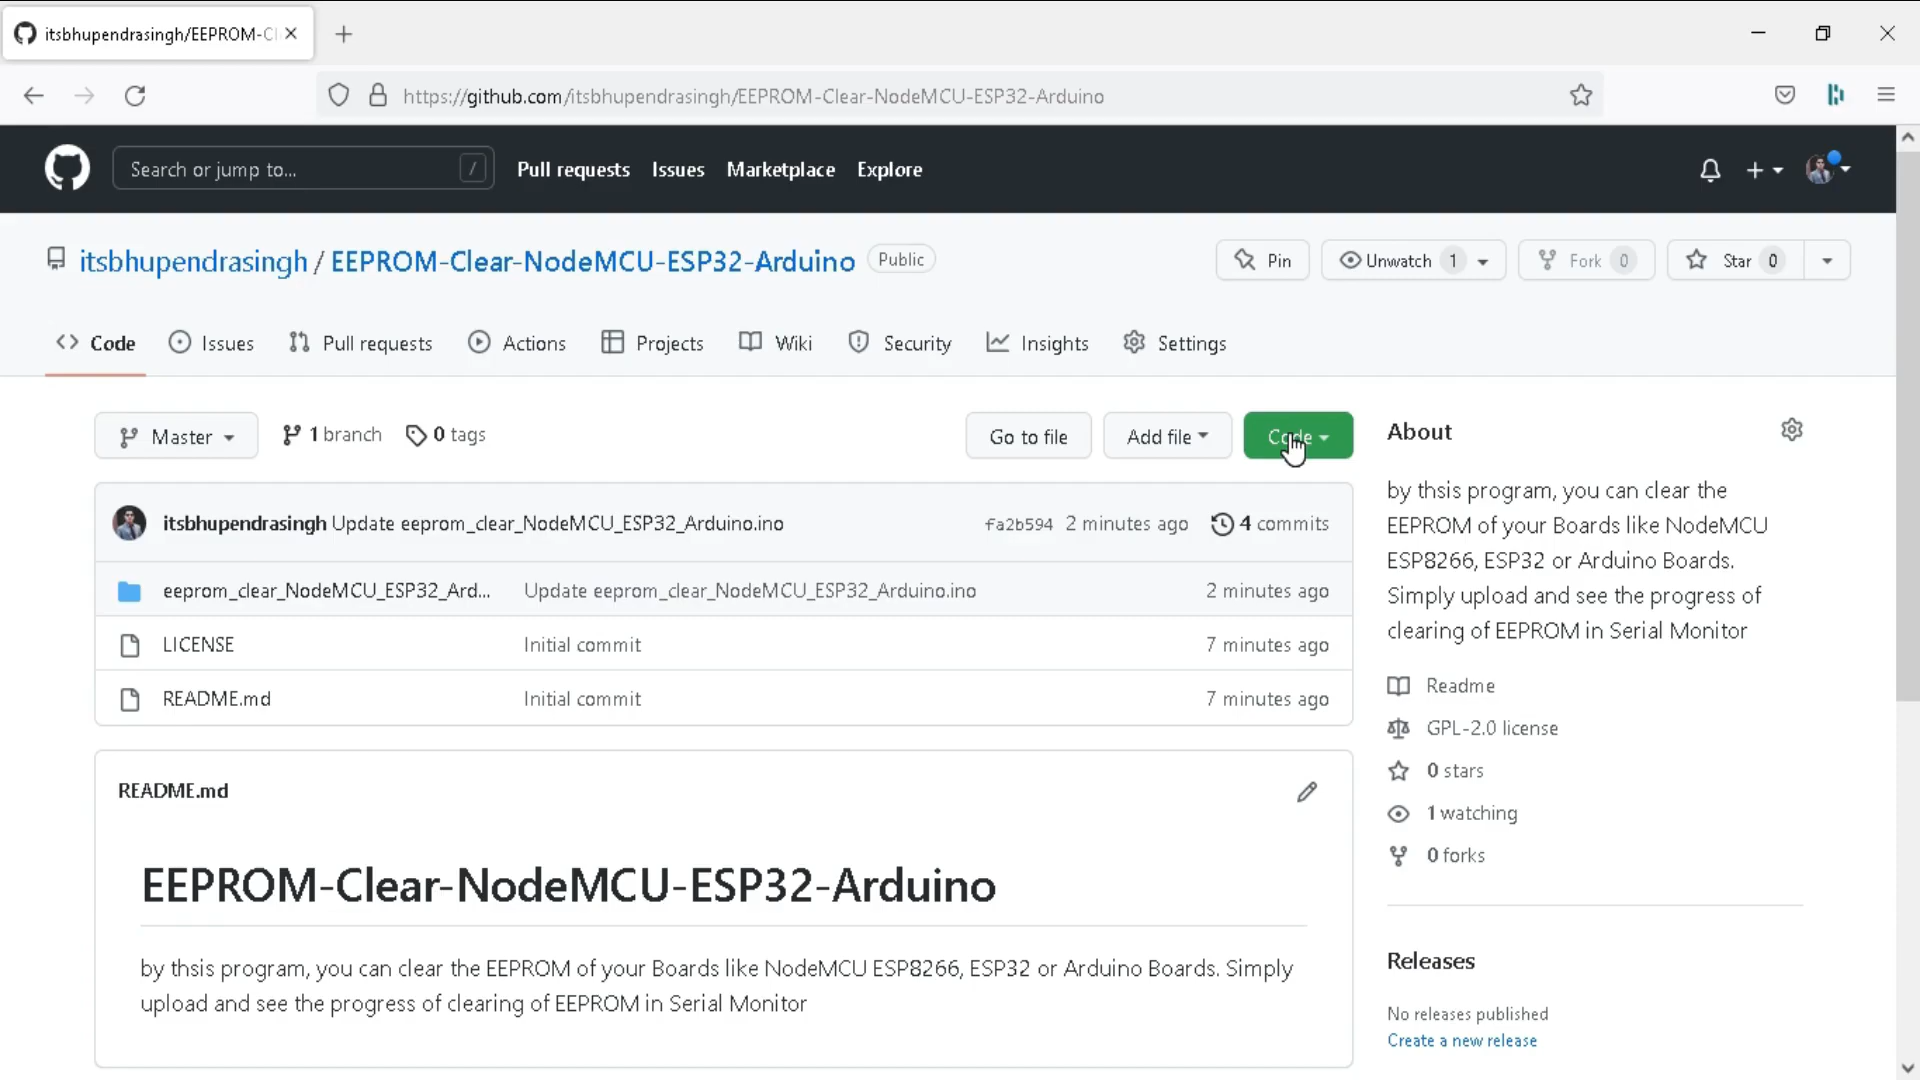 itsbhupendrasingh/EEPROM-Cl
https://github.com/itsbhupendrasingh/EEPROM-Clear-NodeMCU-ESP32-Arduino
Search or jump to... /
Pull requests Issues Marketplace Explore
itsbhupendrasingh / EEPROM-Clear-NodeMCU-ESP32-Arduino Public
Pin Unwatch 1 Fork 0 Star 0
Code Issues Pull requests Actions Projects Wiki Security Insights Settings
Master 1 branch 0 tags Go to file Add file Code
itsbhupendrasingh Update eeprom_clear_NodeMCU_ESP32_Arduino.ino fa2b594 2 minutes ago 4 commits
eeprom_clear_NodeMCU_ESP32_Ard... Update eeprom_clear_NodeMCU_ESP32_Arduino.ino 2 minutes ago
LICENSE Initial commit 7 minutes ago
README.md Initial commit 7 minutes ago
README.md
EEPROM-Clear-NodeMCU-ESP32-Arduino
by thsis program, you can clear the EEPROM of your Boards like NodeMCU ESP8266, ESP32 or Arduino Boards. Simply
upload and see the progress of clearing of EEPROM in Serial Monitor
About
by thsis program, you can clear the
EEPROM of your Boards like NodeMCU
ESP8266, ESP32 or Arduino Boards.
Simply upload and see the progress of
clearing of EEPROM in Serial Monitor
Readme
GPL-2.0 license
0 stars
1 watching
0 forks
Releases
No releases published
Create a new release